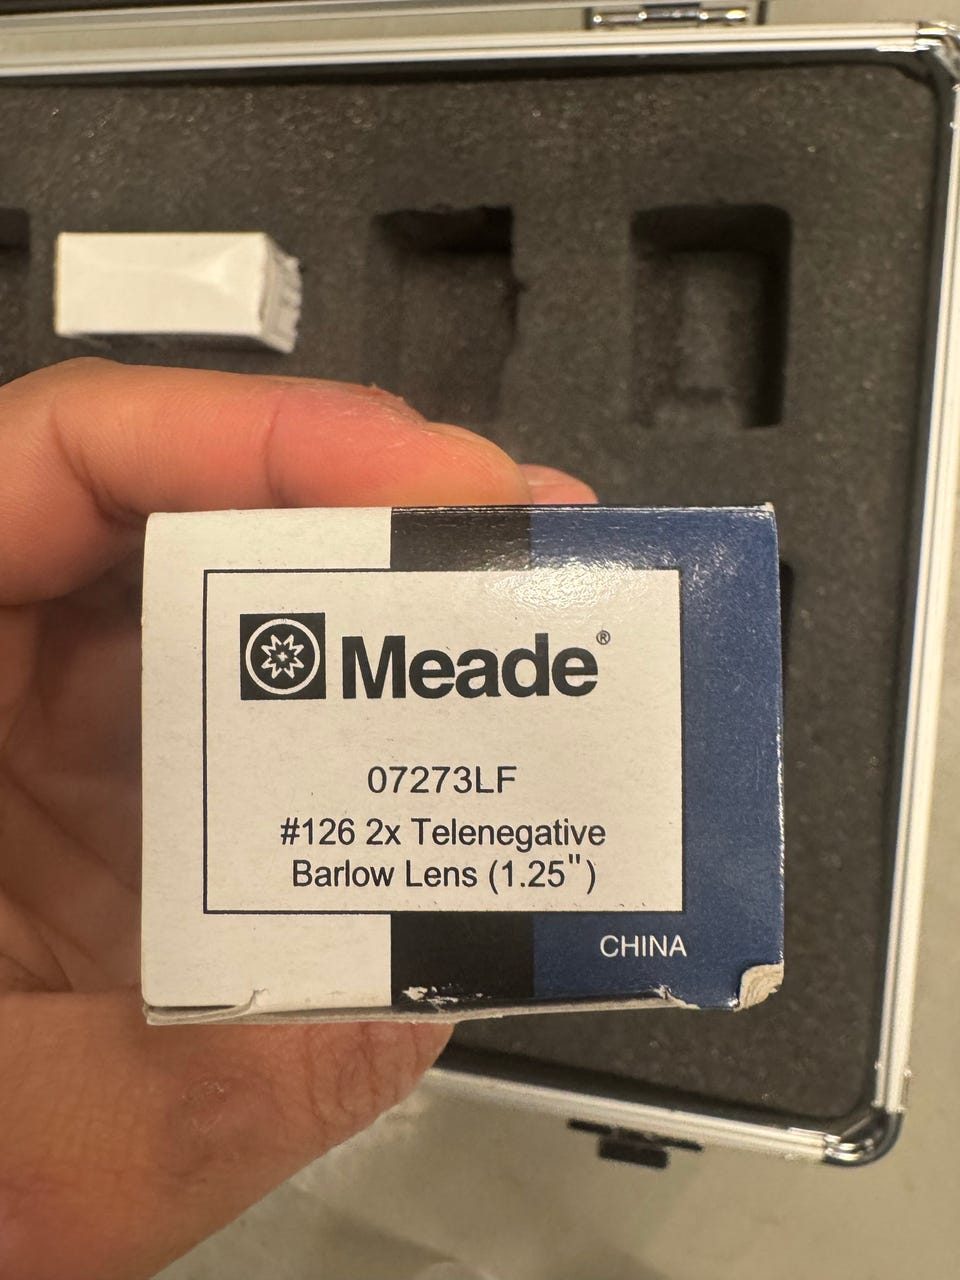 Meade®
07273LF
#126 2x Telenegative
Barlow Lens (1.25")
CHINA